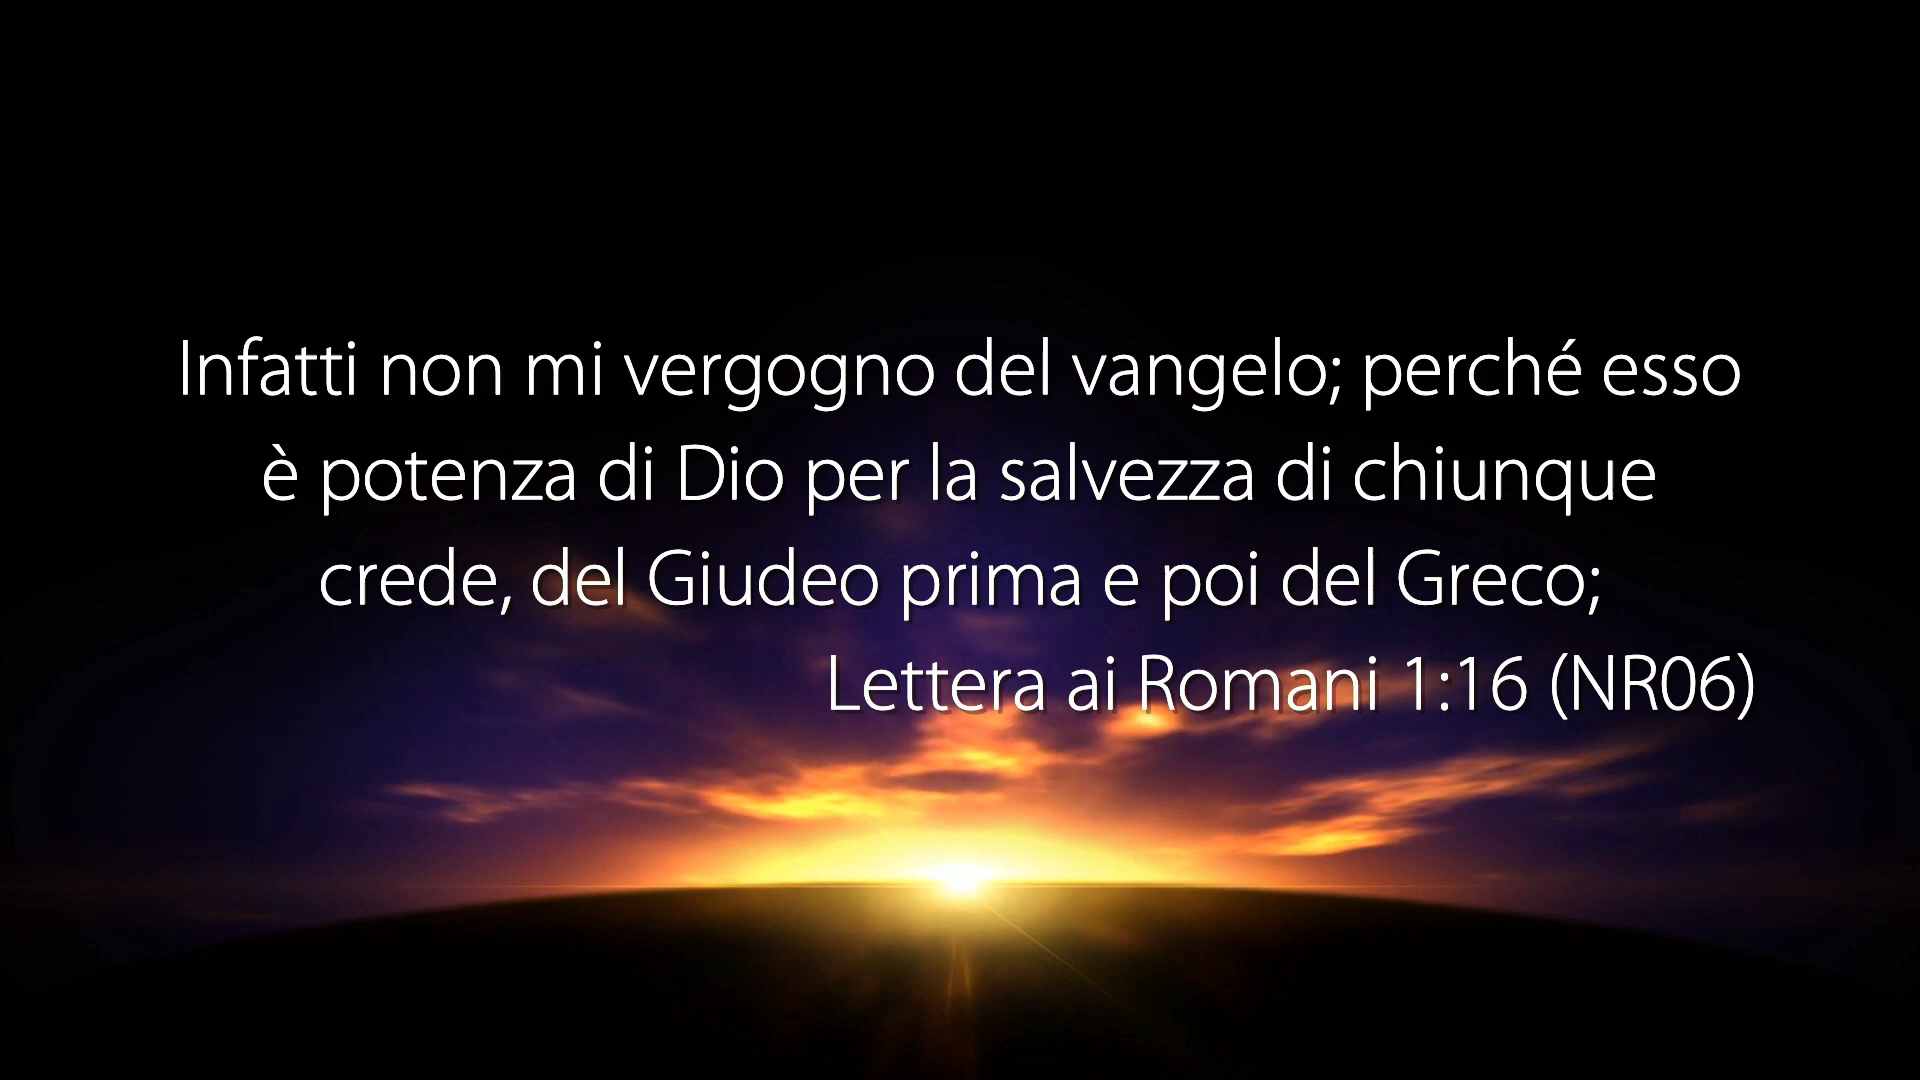 Infatti non mi vergogno del vangelo; perché esso
è potenza di Dio per la salvezza di chiunque
crede, del Giudeo prima e poi del Greco;
Lettera ai Romani 1:16 (NR06)